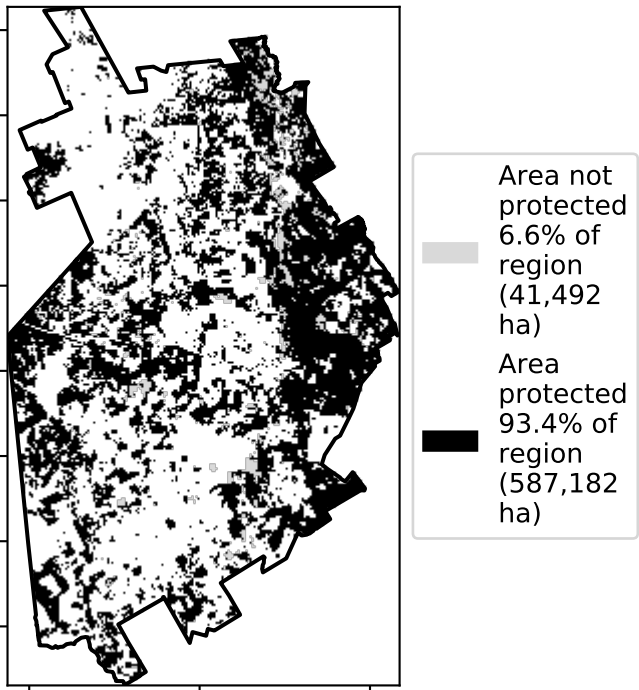 Area not
protected
6.6% of
region
(41,492
ha)
Area
protected
93.4% of
region
(587,182
ha)